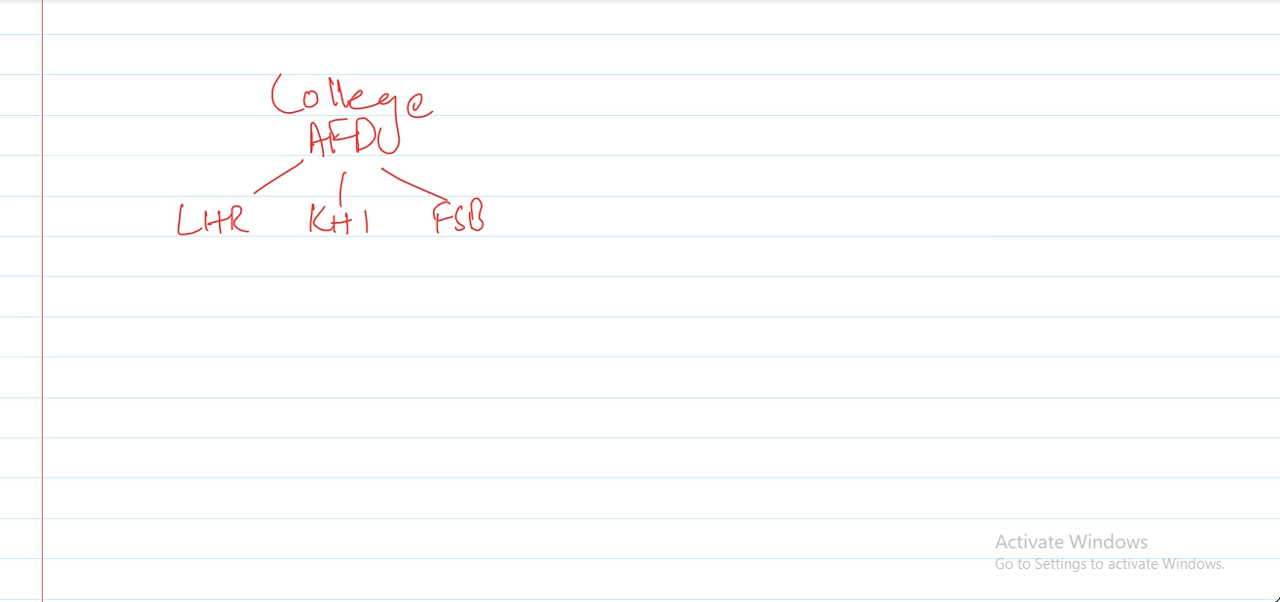 College
AFDU
LHR KHI FSB
Activate Windows
Go to Settings to activate Windows.